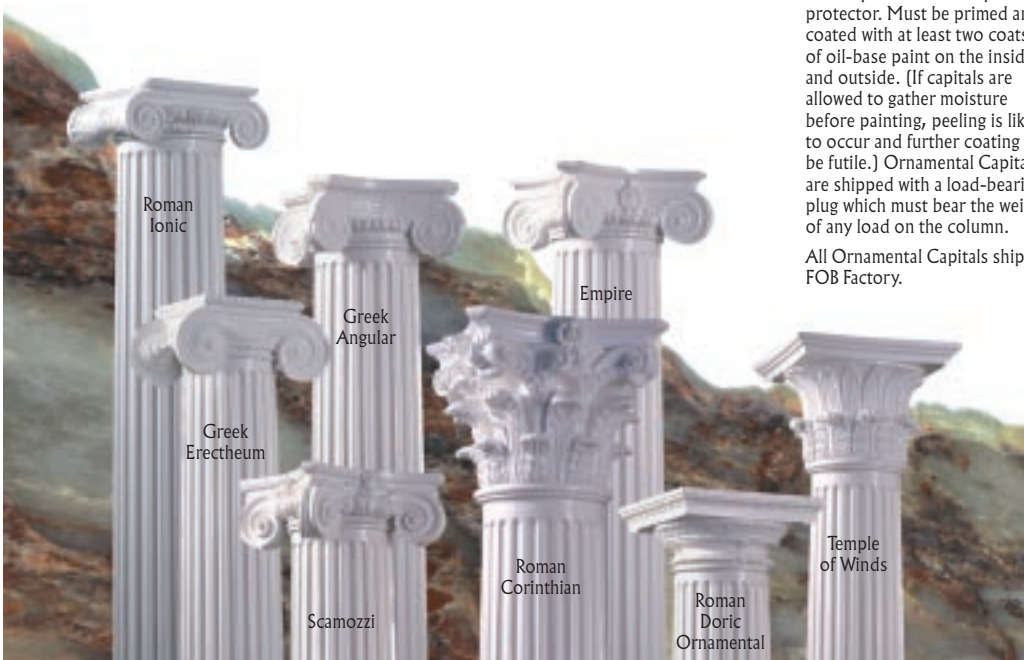 protector. Must be primed an
coated with at least two coats
of oil-base paint on the insid
and outside. (If capitals are
allowed to gather moisture
before painting, peeling is lik
to occur and further coating
be futile.) Ornamental Capita
are shipped with a load-beari
plug which must bear the wei
of any load on the column.
All Ornamental Capitals ship
FOB Factory.
Roman
Ionic
Greek
Angular
Empire
Greek
Erectheum
Scamozzi
Roman
Corinthian
Roman
Doric
Ornamental
Temple
of Winds